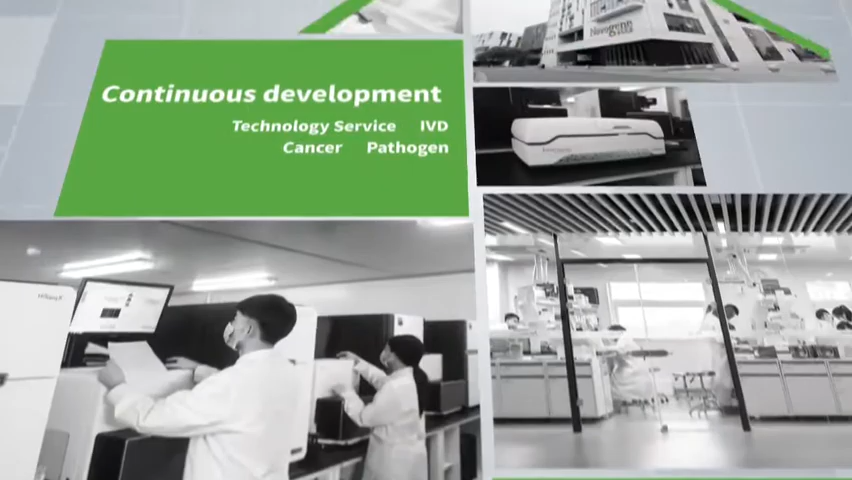 Continuous development
Technology Service IVD
Cancer Pathogen
Novogene